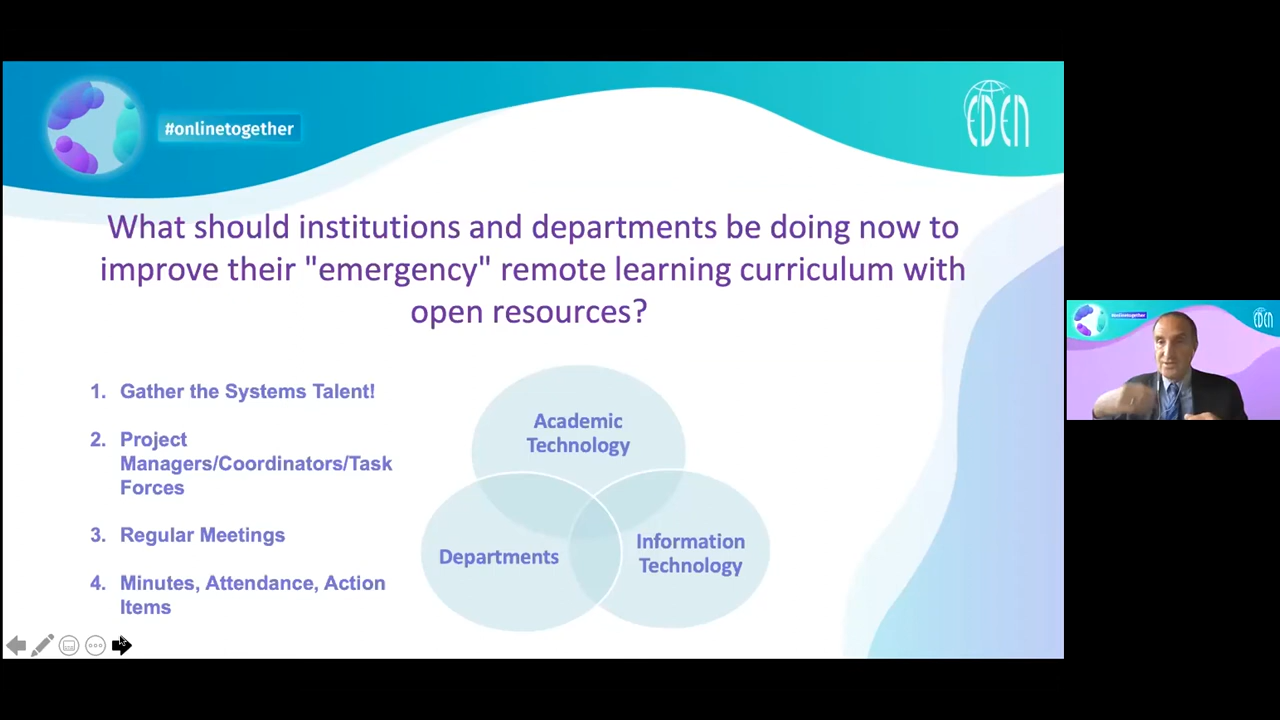 #onlinetogether
EDEN
What should institutions and departments be doing now to
improve their "emergency" remote learning curriculum with
open resources?
1. Gather the Systems Talent!
2. Project
Managers/Coordinators/Task
Forces
3. Regular Meetings
4. Minutes, Attendance, Action
Items
Academic
Technology
Departments
Information
Technology
#onlinetogether
EDEN